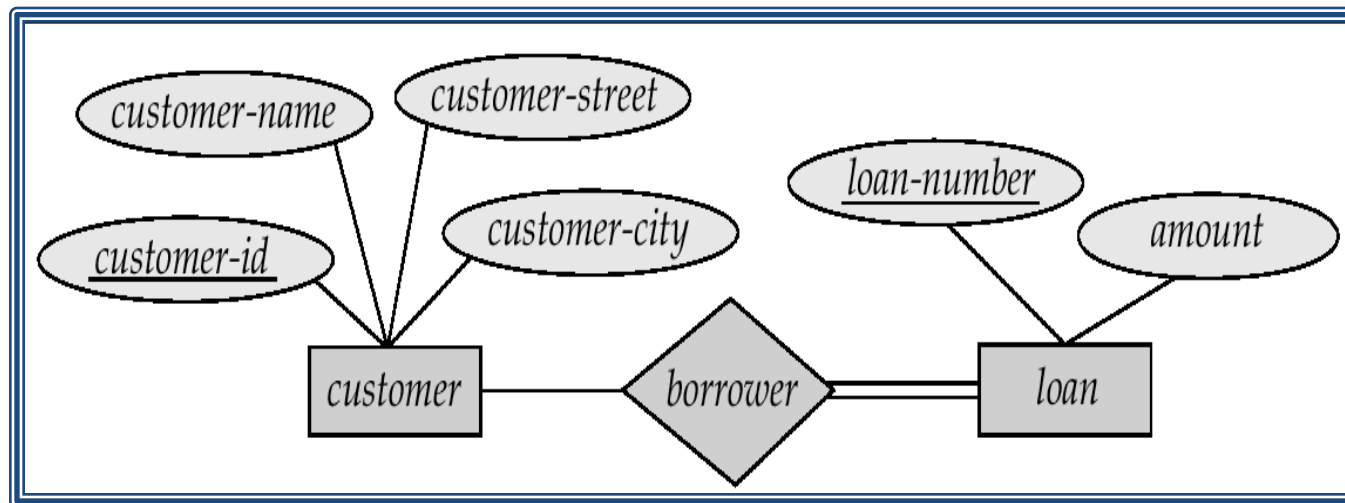 customer-name
customer-street
customer-id
customer-city
loan-number
amount
customer
borrower
loan